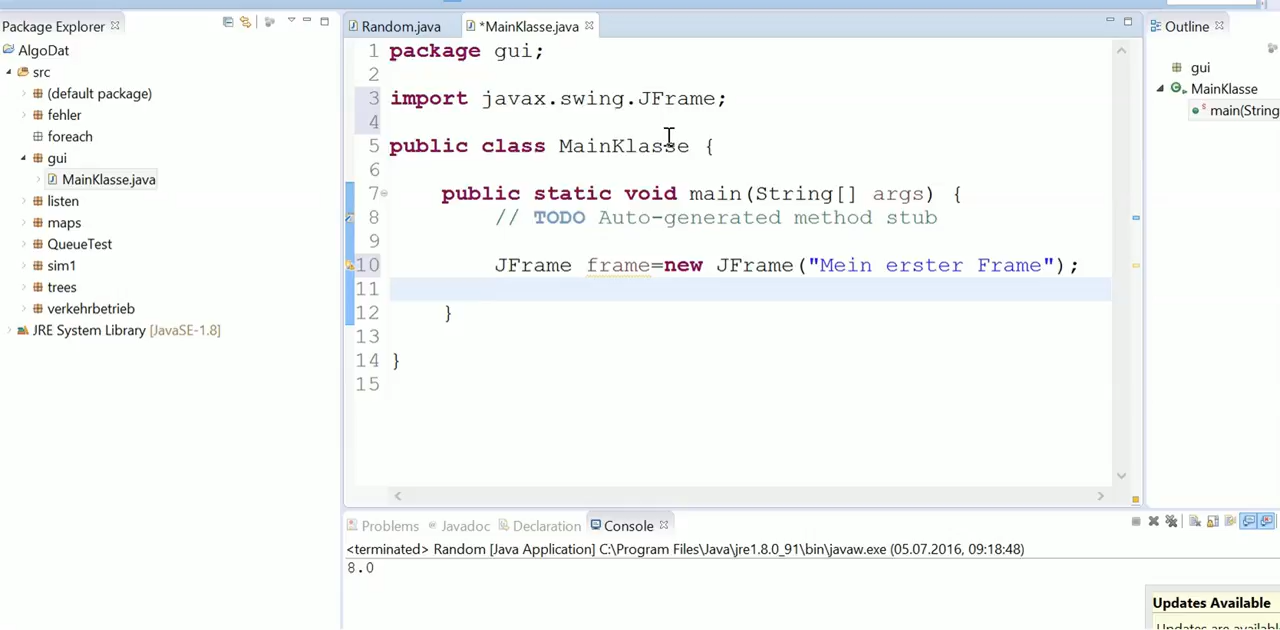 Package Explorer
AlgoDat
src
(default package)
fehler
foreach
gui
MainKlasse.java
listen
maps
QueueTest
sim1
trees
verkehrbetrieb
JRE System Library [JavaSE-1.8]
Random.java
*MainKlasse.java
1 package gui;
2
3 import javax.swing.JFrame;
4
5 public class MainKlasse {
6
7 public static void main(String[] args) {
8 // TODO Auto-generated method stub
9
10 JFrame frame=new JFrame("Mein erster Frame");
11
12 }
13
14 }
15
Outline
gui
MainKlasse
main(String
Problems Javadoc Declaration Console
<terminated> Random [Java Application] C:\Program Files\Java\jre1.8.0_91\bin\javaw.exe (05.07.2016, 09:18:48)
8.0
Updates Available